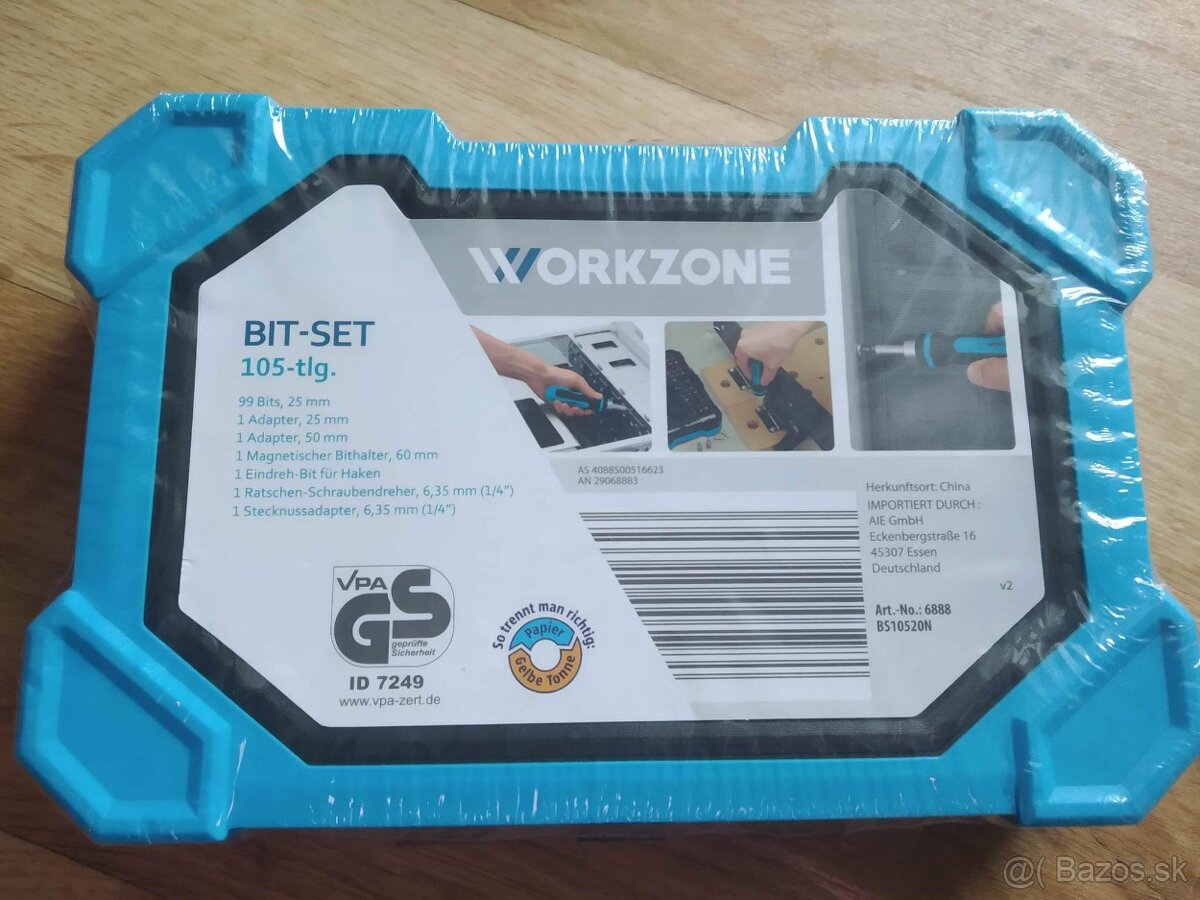 WORKZONE
BIT-SET
105-tlg.
99 Bits, 25 mm
1 Adapter, 25 mm
1 Adapter, 50 mm
1 Magnetischer Bithalter, 60 mm
1 Eindreh-Bit für Haken
1 Ratschen-Schraubendreher, 6,35 mm (1/4")
1 Stecknussadapter, 6,35 mm (1/4")
AS 4088500516623
AN 29068883
Herkunftsort: China
IMPORTIERT DURCH :
AIE GmbH
Eckenbergstraße 16
45307 Essen
Deutschland
v2
Art.-No.: 6888
BS10520N
VPA
GS
geprüfte
Sicherheit
ID 7249
www.vpa-zert.de
So trennt man richtig:
Papier
Gelbe Tonne
@( Bazos.sk